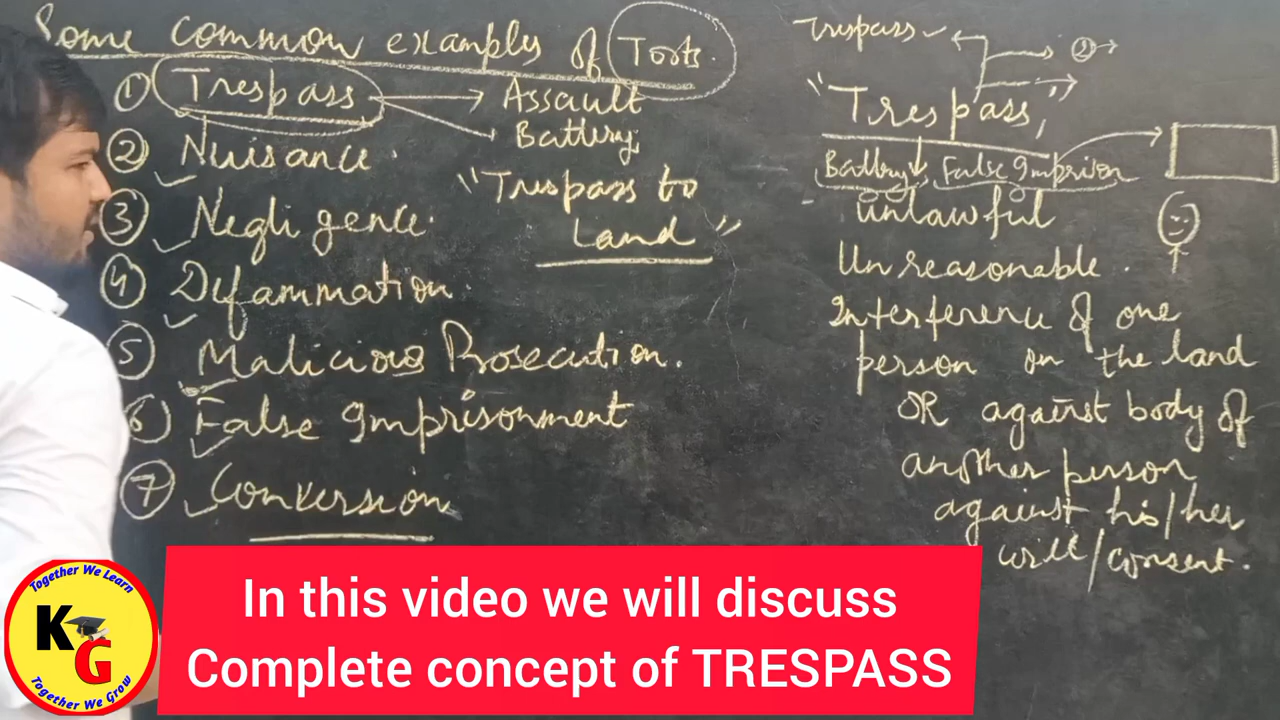 Some common examples of Torts.
① Trespass
Assault
Battery
② Nuisance.
"Trespass to
Land"
③ Negligence.
④ Defammation.
⑤ Malicious Prosecution.
⑥ False Imprisonment
⑦ Conversion
Trespass
②
"Trespass"
Battery, False Imprison
unlawful
Unreasonable.
Interference of one
person on the land
OR against body of
another person
against his/her
will/consent.
Together We Learn
KG
Together We Grow
In this video we will discuss
Complete concept of TRESPASS